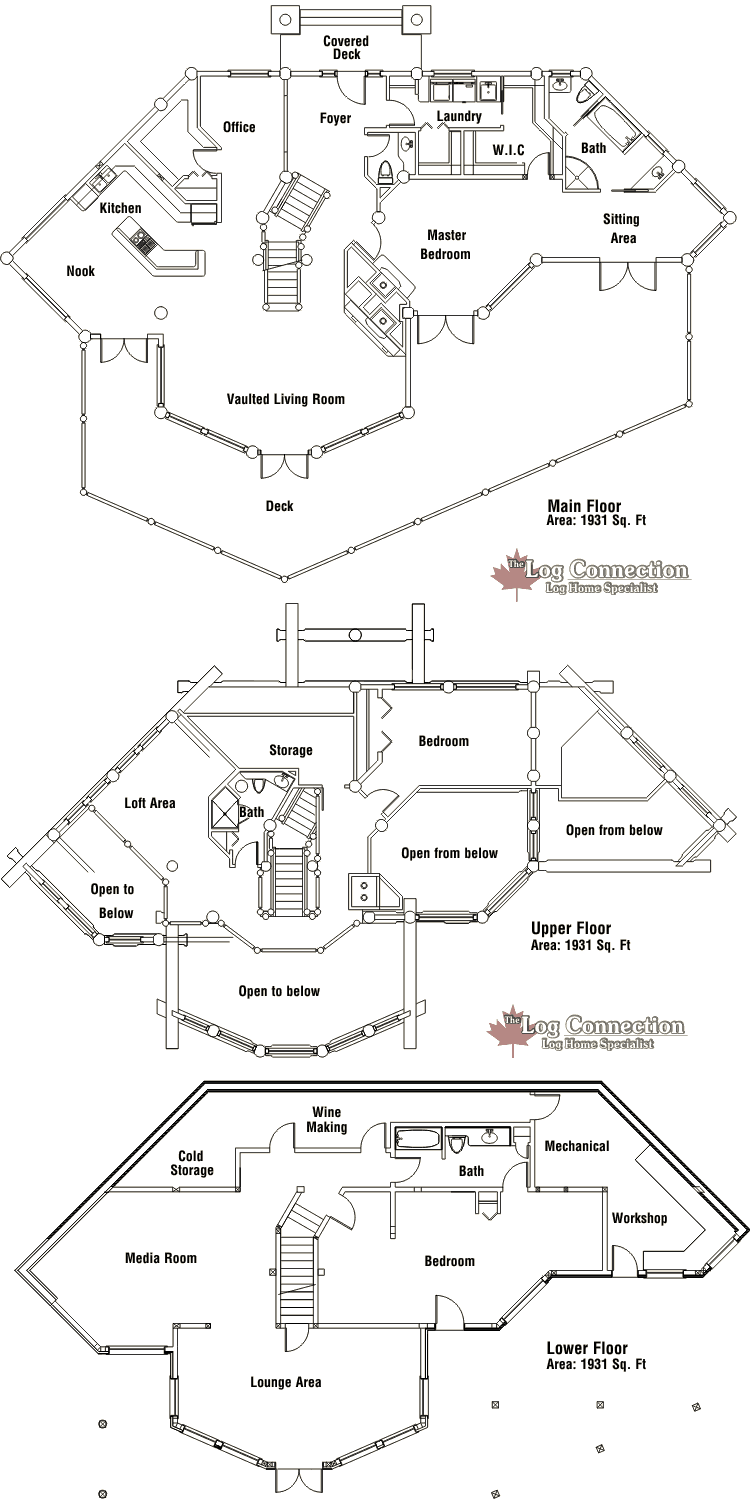 Covered
Deck
Office
Foyer
Laundry
W.I.C
Bath
Kitchen
Nook
Master
Bedroom
Sitting
Area
Vaulted Living Room
Deck
Main Floor
Area: 1931 Sq. Ft
The Log Connection
Log Home Specialist
Bedroom
Storage
Loft Area
Bath
Open from below
Open from below
Open to
Below
Open to below
Upper Floor
Area: 1931 Sq. Ft
The Log Connection
Log Home Specialist
Wine
Making
Cold
Storage
Mechanical
Bath
Workshop
Media Room
Bedroom
Lounge Area
Lower Floor
Area: 1931 Sq. Ft